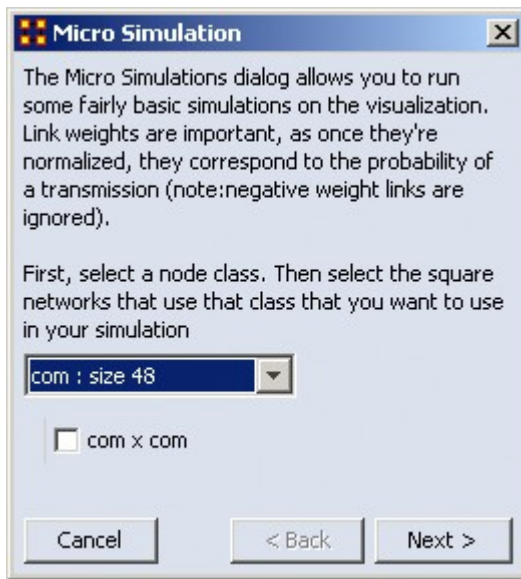 Micro Simulation
The Micro Simulations dialog allows you to run
some fairly basic simulations on the visualization.
Link weights are important, as once they're
normalized, they correspond to the probability of
a transmission (note:negative weight links are
ignored).
First, select a node class. Then select the square
networks that use that class that you want to use
in your simulation
com : size 48
com x com
Cancel
< Back
Next >